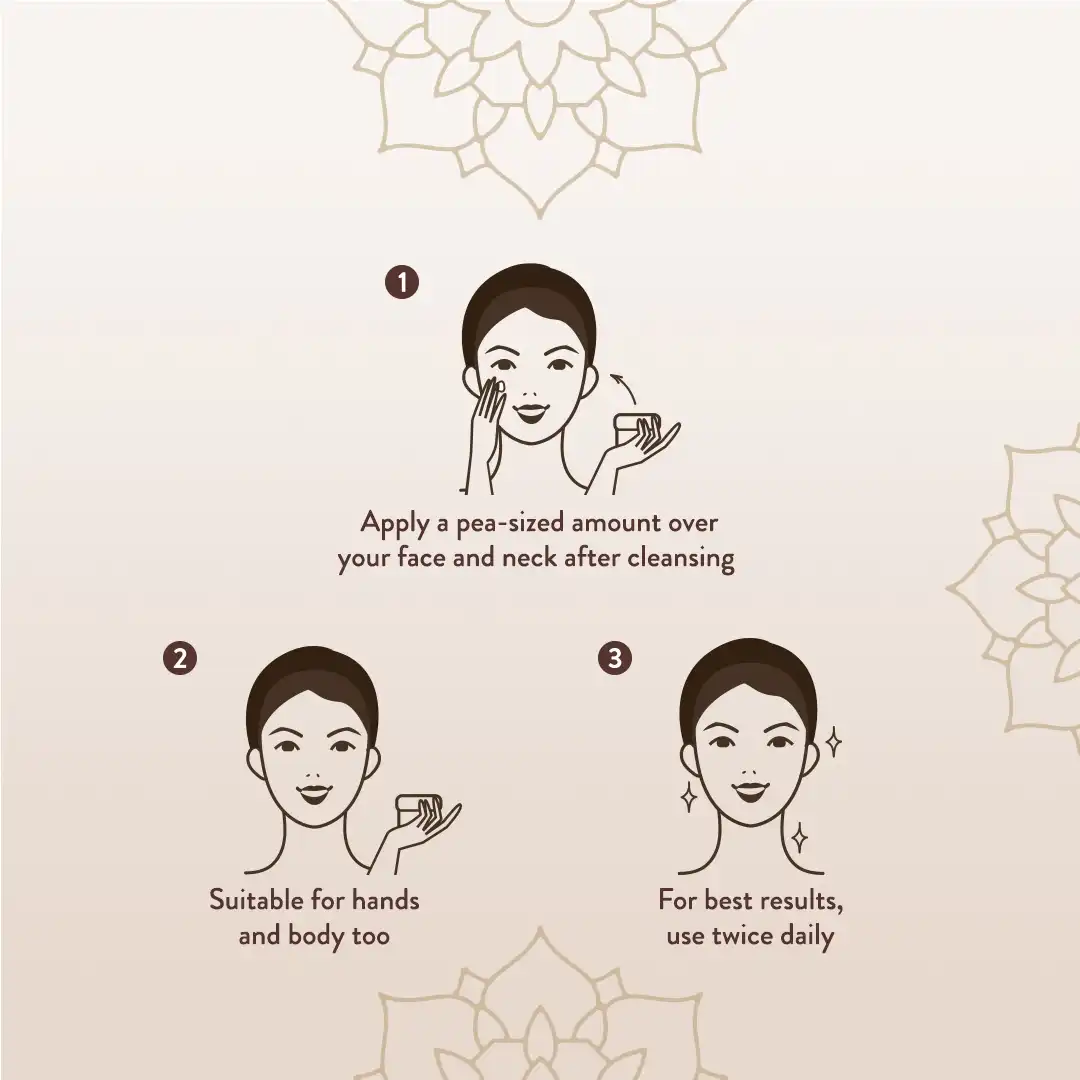 1
Apply a pea-sized amount over
your face and neck after cleansing
2
Suitable for hands
and body too
3
For best results,
use twice daily